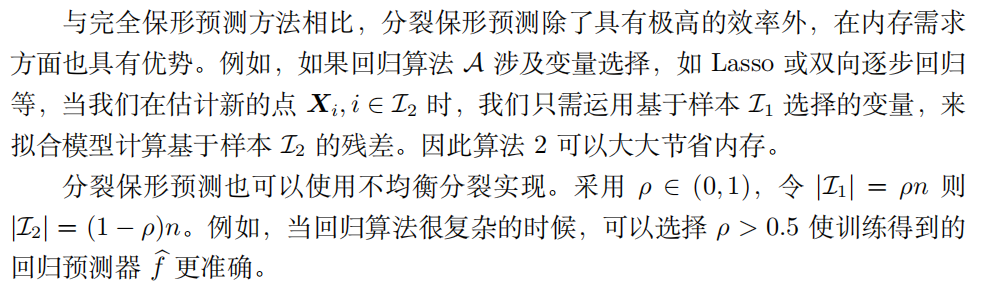 与完全保形预测方法相比，分裂保形预测除了具有极高的效率外，在内存需求
方面也具有优势。例如，如果回归算法 𝒜 涉及变量选择，如 Lasso 或双向逐步回归
等，当我们在估计新的点 𝑿ᵢ, i ∈ ℐ₂ 时，我们只需运用基于样本 ℐ₁ 选择的变量，来
拟合模型计算基于样本 ℐ₂ 的残差。因此算法 2 可以大大节省内存。
分裂保形预测也可以使用不均衡分裂实现。采用 ρ ∈ (0, 1)，令 |ℐ₁| = ρn 则
|ℐ₂| = (1 − ρ)n。例如，当回归算法很复杂的时候，可以选择 ρ > 0.5 使训练得到的
回归预测器 f̂ 更准确。